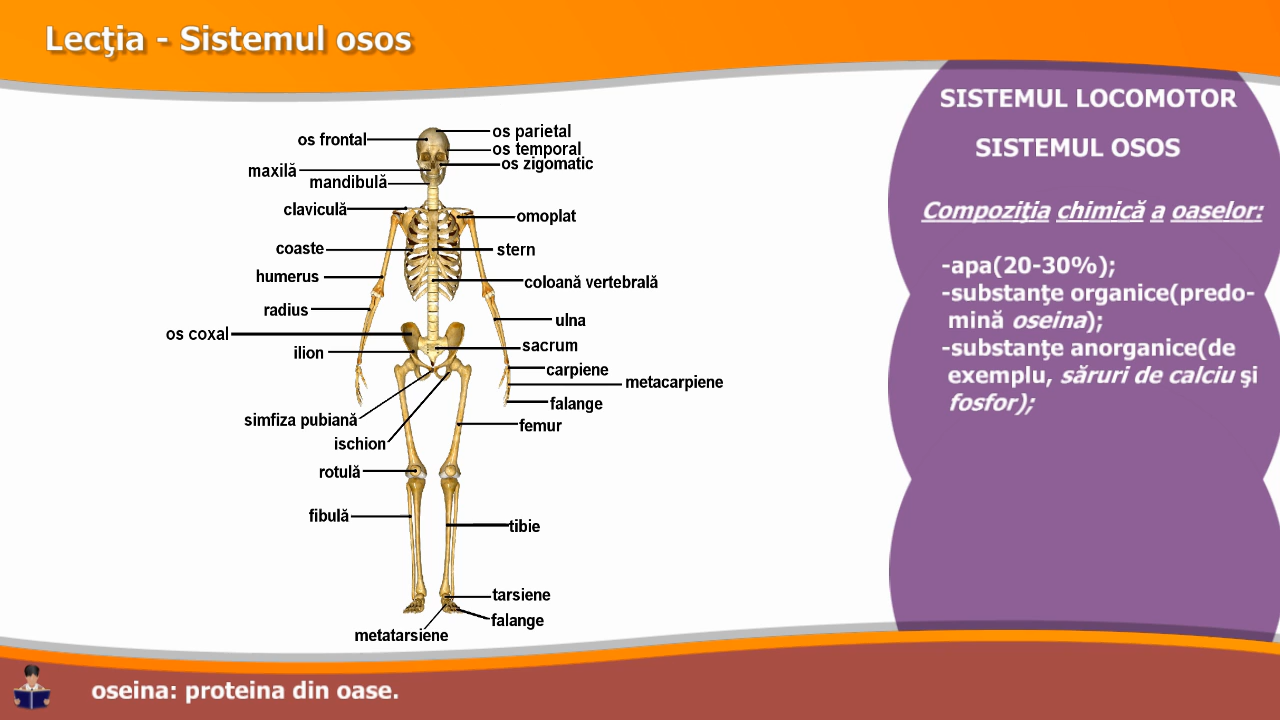 Lecţia - Sistemul osos
SISTEMUL LOCOMOTOR
SISTEMUL OSOS
Compoziţia chimică a oaselor:
-apa(20-30%);
-substanţe organice(predo-
mină oseina);
-substanţe anorganice(de
exemplu, săruri de calciu şi
fosfor);
os frontal
os parietal
os temporal
os zigomatic
maxilă
mandibulă
claviculă
omoplat
coaste
stern
humerus
coloană vertebrală
radius
ulna
os coxal
sacrum
ilion
carpiene
metacarpiene
falange
simfiza pubiană
femur
ischion
rotulă
fibulă
tibie
tarsiene
falange
metatarsiene
oseina: proteina din oase.